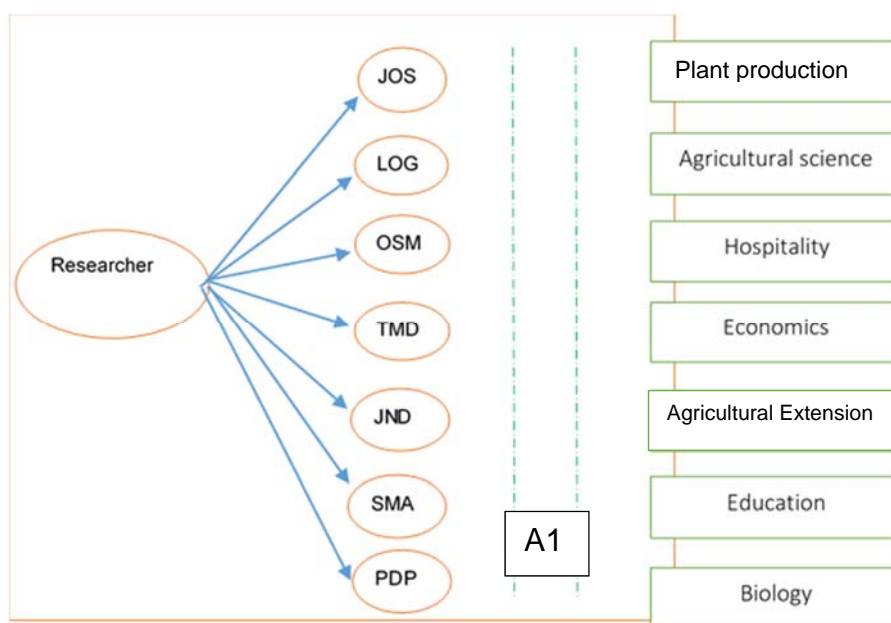 JOS
Plant production
LOG
Agricultural science
OSM
Hospitality
Researcher
TMD
Economics
JND
Agricultural Extension
SMA
Education
A1
PDP
Biology